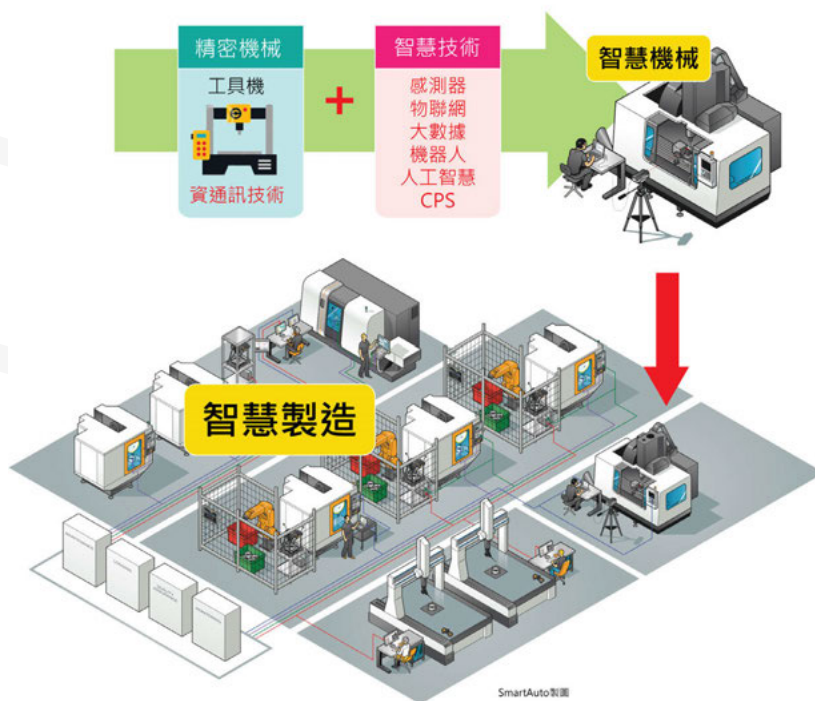 精密機械
工具機
資通訊技術
+
智慧技術
感測器
物聯網
大數據
機器人
人工智慧
CPS
智慧機械
智慧製造
SmartAuto製圖